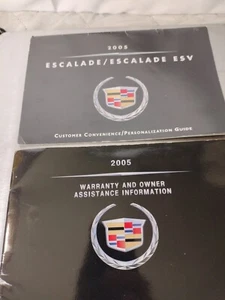 2005
ESCALADE/ESCALADE ESV
CUSTOMER CONVENIENCE/PERSONALIZATION GUIDE
2005
WARRANTY AND OWNER
ASSISTANCE INFORMATION